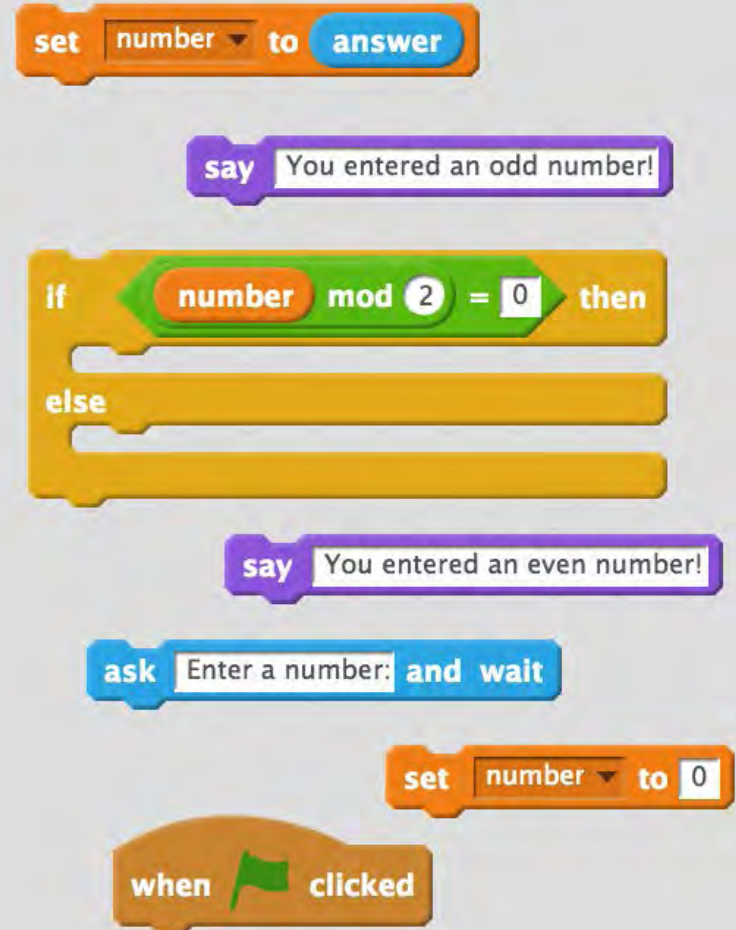 set number to answer
say You entered an odd number!
if number mod 2 = 0 then
else
say You entered an even number!
ask Enter a number: and wait
set number to 0
when clicked